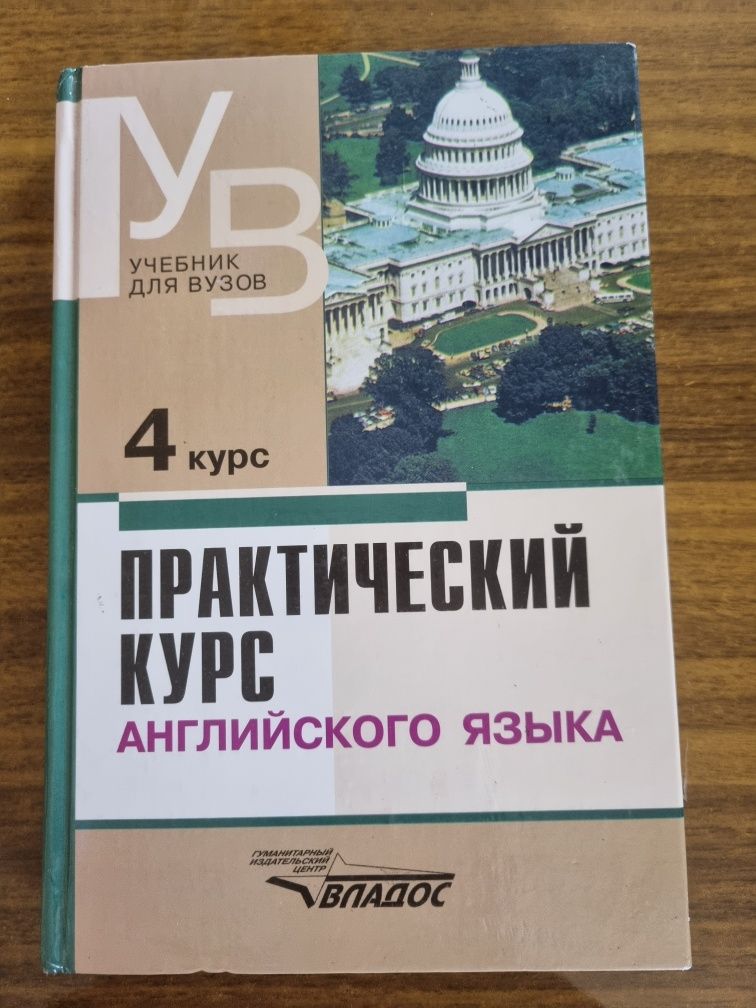 УВ
УЧЕБНИК
ДЛЯ ВУЗОВ
4 курс
ПРАКТИЧЕСКИЙ
КУРС
АНГЛИЙСКОГО ЯЗЫКА
ГУМАНИТАРНЫЙ
ИЗДАТЕЛЬСКИЙ
ЦЕНТР
ВЛАДОС